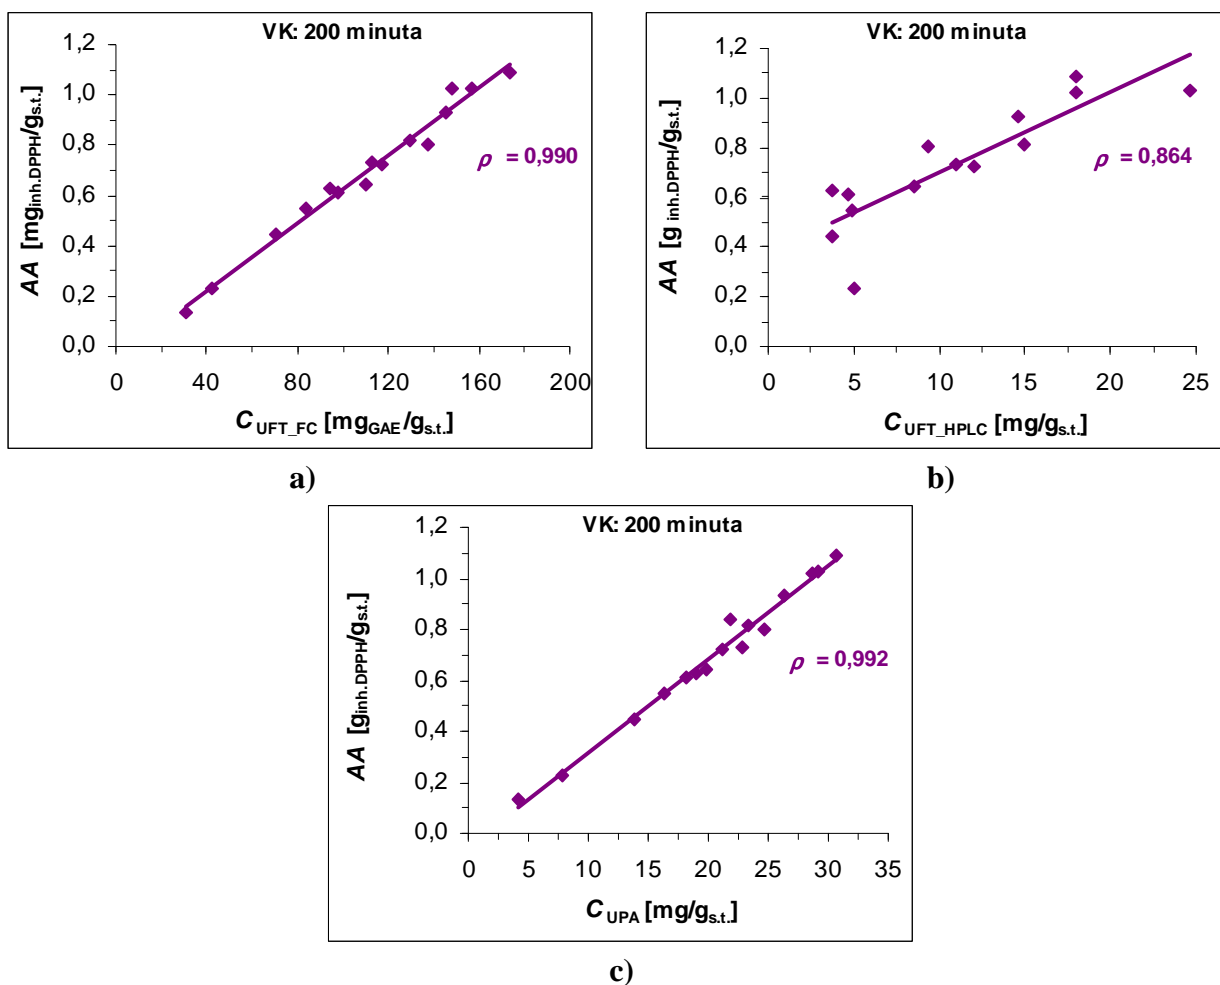 VK: 200 minuta
1,2
1,0
0,8
0,6
0,4
0,2
0,0
AA [mginh.DPPH/gs.t.]
ρ = 0,990
0 40 80 120 160 200
C UFT_FC [mgGAE/gs.t.]
a)
VK: 200 minuta
1,2
1,0
0,8
0,6
0,4
0,2
0,0
AA [g inh.DPPH/gs.t.]
ρ = 0,864
0 5 10 15 20 25
C UFT_HPLC [mg/gs.t.]
b)
VK: 200 minuta
1,2
1,0
0,8
0,6
0,4
0,2
0,0
AA [ginh.DPPH/gs.t.]
ρ = 0,992
0 5 10 15 20 25 30 35
C UPA [mg/gs.t.]
c)